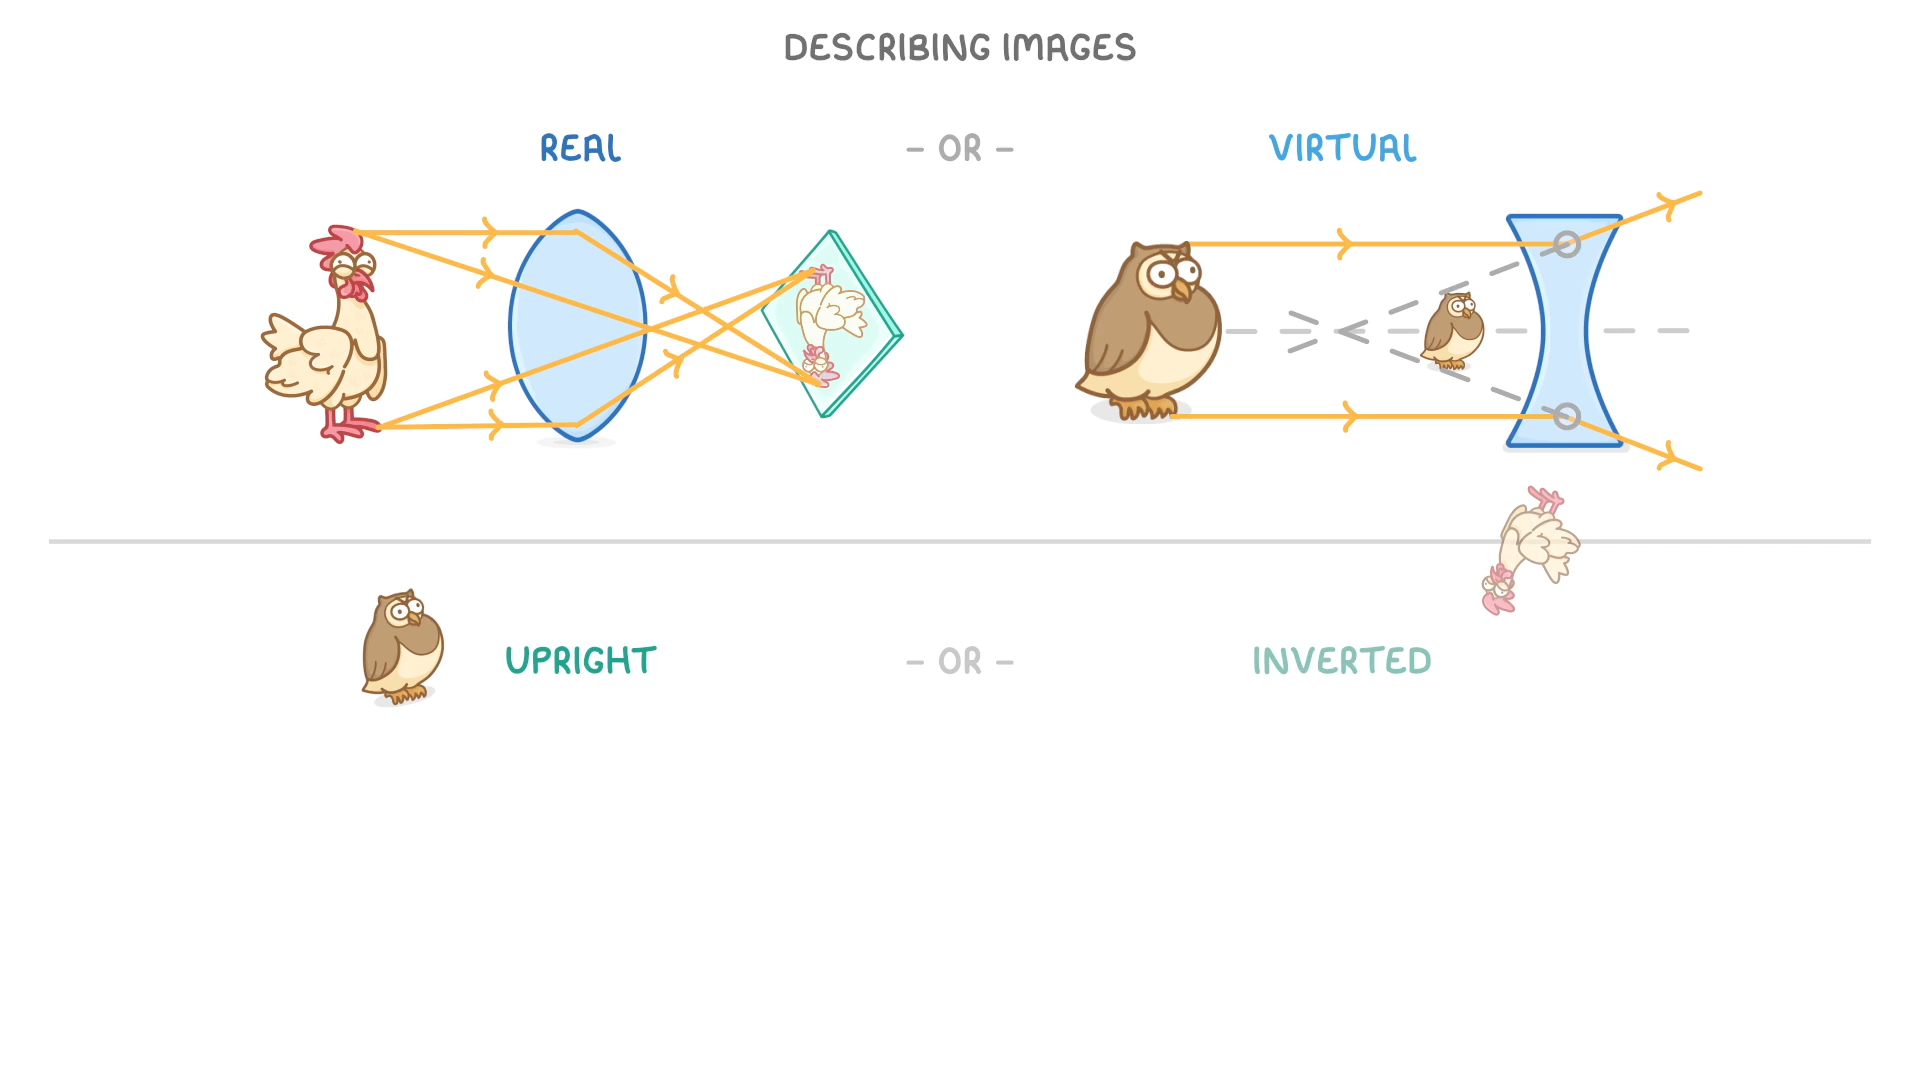 DESCRIBING IMAGES
REAL - OR - VIRTUAL
UPRIGHT - OR - INVERTED